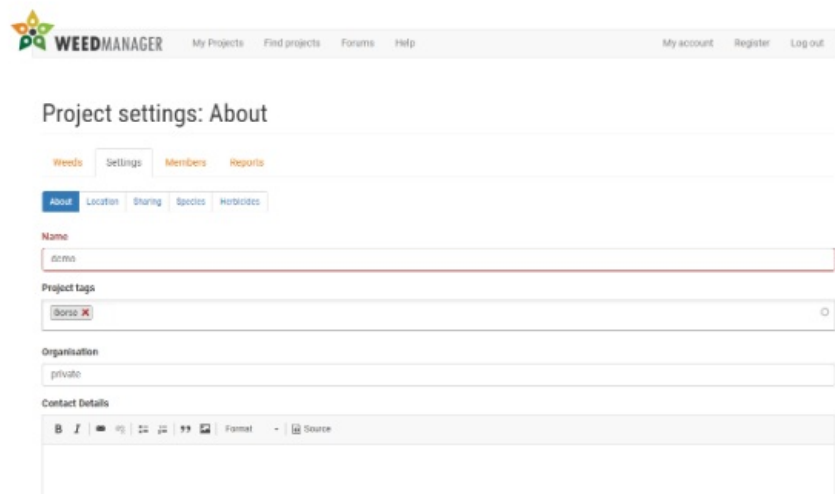 WEEDMANAGER My Projects Find projects Forums Help My account Register Log out
Project settings: About
Weeds Settings Members Reports
About Location Sharing Species Herbicides
Name
demo
Project tags
Gorse
Organisation
private
Contact Details
B I Format Source